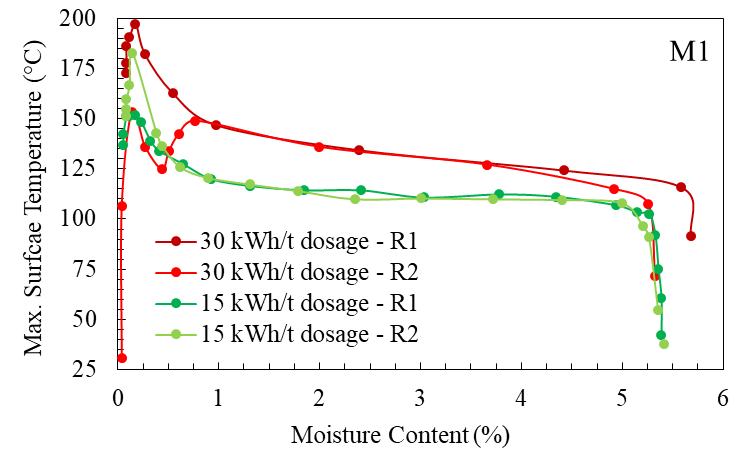 M1
Max. Surfcae Temperature (°C)
200
175
150
125
100
75
50
25
30 kWh/t dosage - R1
30 kWh/t dosage - R2
15 kWh/t dosage - R1
15 kWh/t dosage - R2
0 1 2 3 4 5 6
Moisture Content (%)